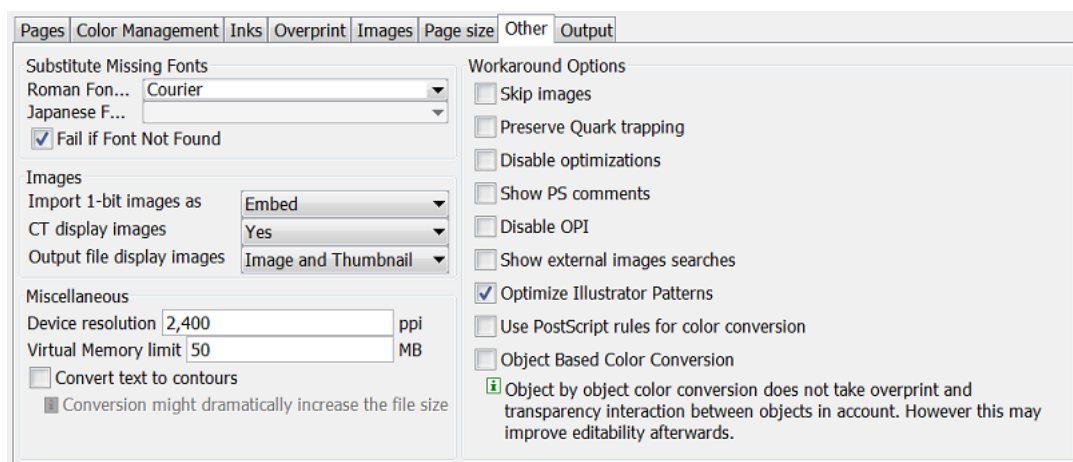 Pages Color Management Inks Overprint Images Page size Other Output
Substitute Missing Fonts
Roman Fon... Courier
Japanese F...
Fail if Font Not Found
Images
Import 1-bit images as Embed
CT display images Yes
Output file display images Image and Thumbnail
Miscellaneous
Device resolution 2,400 ppi
Virtual Memory limit 50 MB
Convert text to contours
Conversion might dramatically increase the file size
Workaround Options
Skip images
Preserve Quark trapping
Disable optimizations
Show PS comments
Disable OPI
Show external images searches
Optimize Illustrator Patterns
Use PostScript rules for color conversion
Object Based Color Conversion
Object by object color conversion does not take overprint and
transparency interaction between objects in account. However this may
improve editability afterwards.